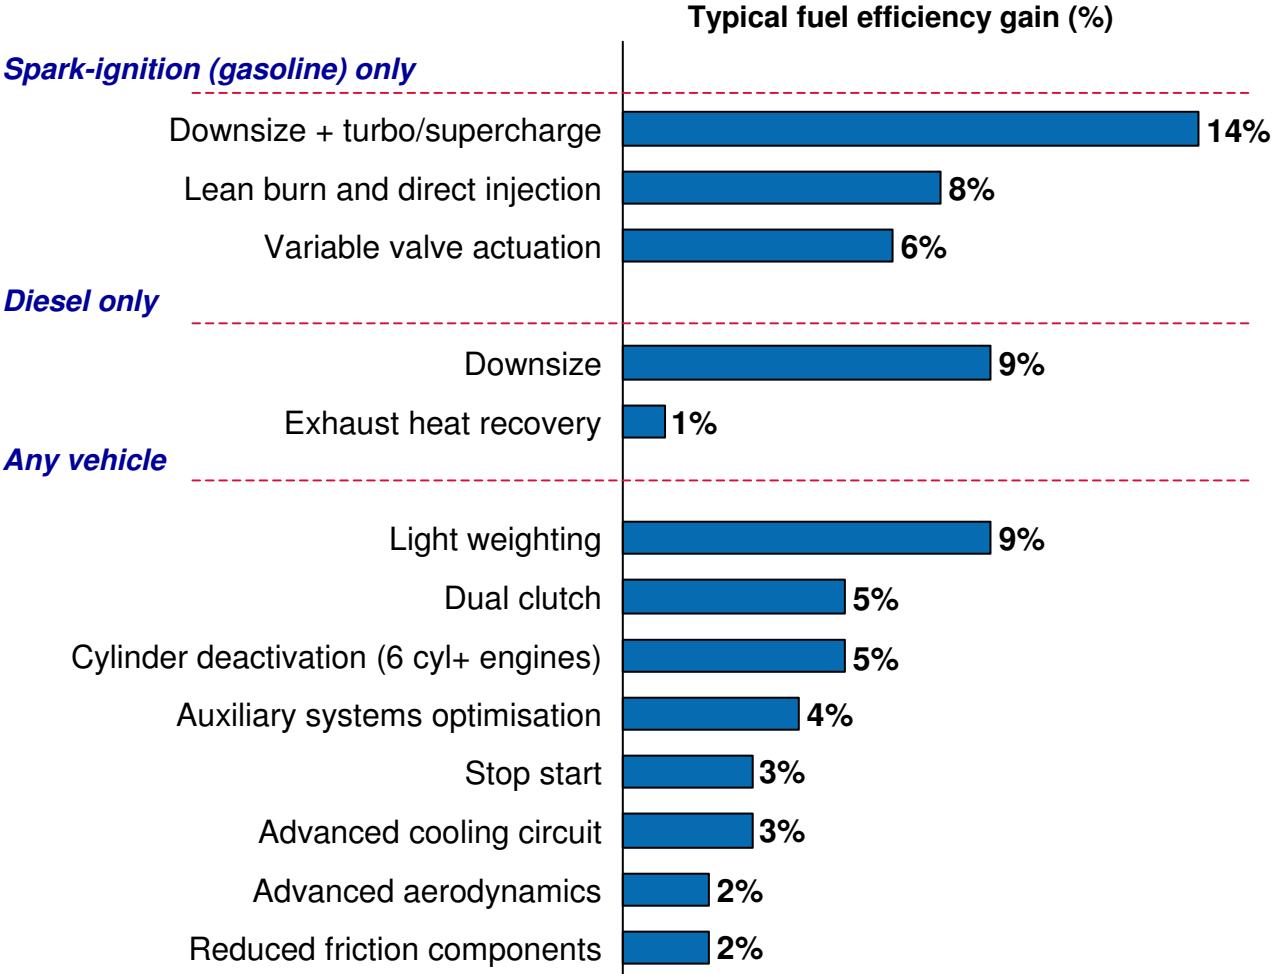 Typical fuel efficiency gain (%)
Spark-ignition (gasoline) only
Downsize + turbo/supercharge 14%
Lean burn and direct injection 8%
Variable valve actuation 6%
Diesel only
Downsize 9%
Exhaust heat recovery 1%
Any vehicle
Light weighting 9%
Dual clutch 5%
Cylinder deactivation (6 cyl+ engines) 5%
Auxiliary systems optimisation 4%
Stop start 3%
Advanced cooling circuit 3%
Advanced aerodynamics 2%
Reduced friction components 2%